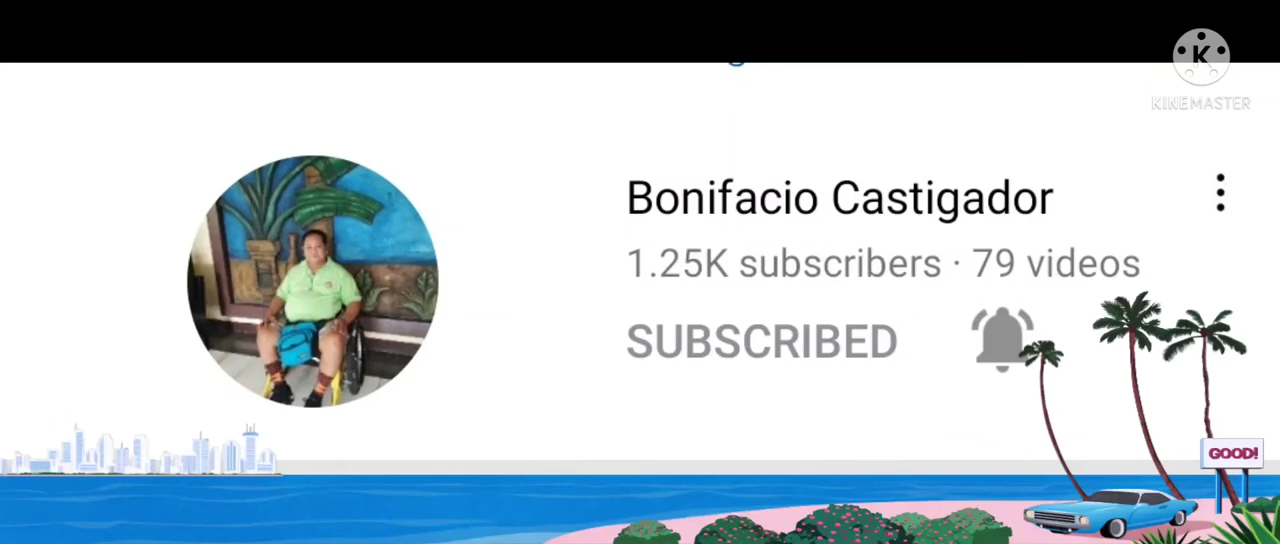 K
KINEMASTER
Bonifacio Castigador
1.25K subscribers · 79 videos
SUBSCRIBED
GOOD!